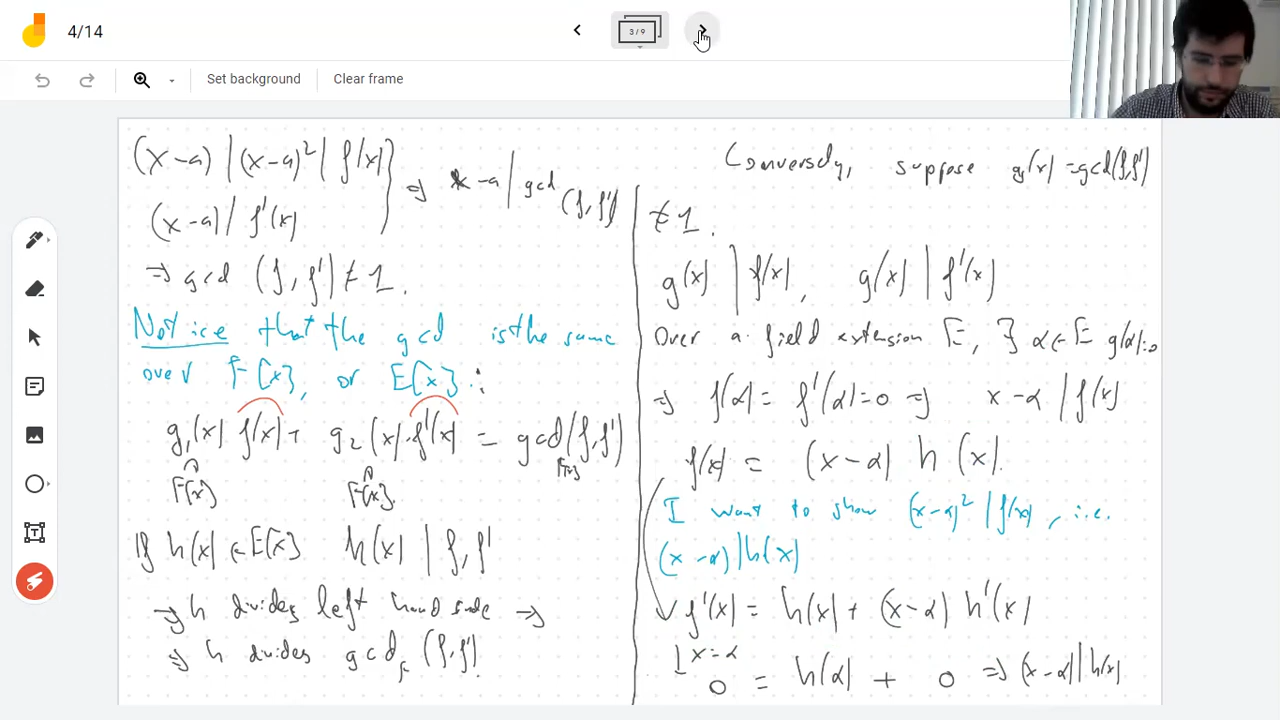 4/14
3 / 9
Set background
Clear frame
(x-a) | (x-a)² | f(x) }
(x-a) | f'(x)
⇒ x-a | gcd (f, f')
⇒ gcd (f, f') ≠ 1.
Notice that the gcd is the same
over F[x], or E[x]:
g₁(x) f(x) + g₂(x)·f'(x) = gcd(f, f')
F[x] F[x] F[x]
If h(x) ∈ E[x] h(x) | f, f'
⇒ h divides left hand side ⇒
⇒ h divides gcd_F (f, f').
Conversely, suppose g(x) = gcd(f, f')
≠ 1.
g(x) | f(x), g(x) | f'(x)
Over a field extension E, ∃ α ∈ E g(α)=0
⇒ f(α) = f'(α) = 0 ⇒ x-α | f(x)
f(x) = (x-α) h(x).
I want to show (x-α)² | f(x), i.e.
(x-α) | h(x)
f'(x) = h(x) + (x-α) h'(x)
x=α
0 = h(α) + 0 ⇒ (x-α) | h(x)